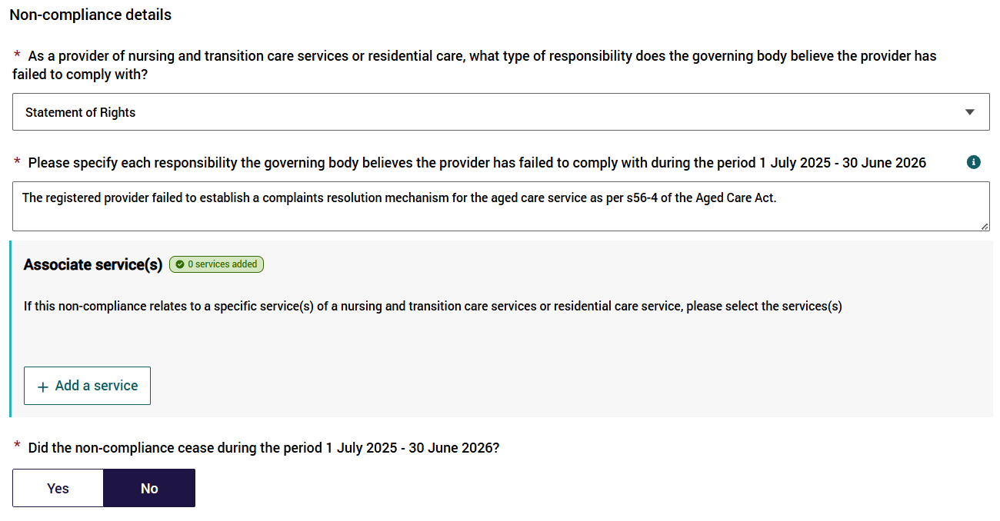 Non-compliance details
* As a provider of nursing and transition care services or residential care, what type of responsibility does the governing body believe the provider has
failed to comply with?
Statement of Rights
* Please specify each responsibility the governing body believes the provider has failed to comply with during the period 1 July 2025 - 30 June 2026
The registered provider failed to establish a complaints resolution mechanism for the aged care service as per s56-4 of the Aged Care Act.
Associate service(s) 0 services added
If this non-compliance relates to a specific service(s) of a nursing and transition care services or residential care service, please select the services(s)
+ Add a service
* Did the non-compliance cease during the period 1 July 2025 - 30 June 2026?
Yes No